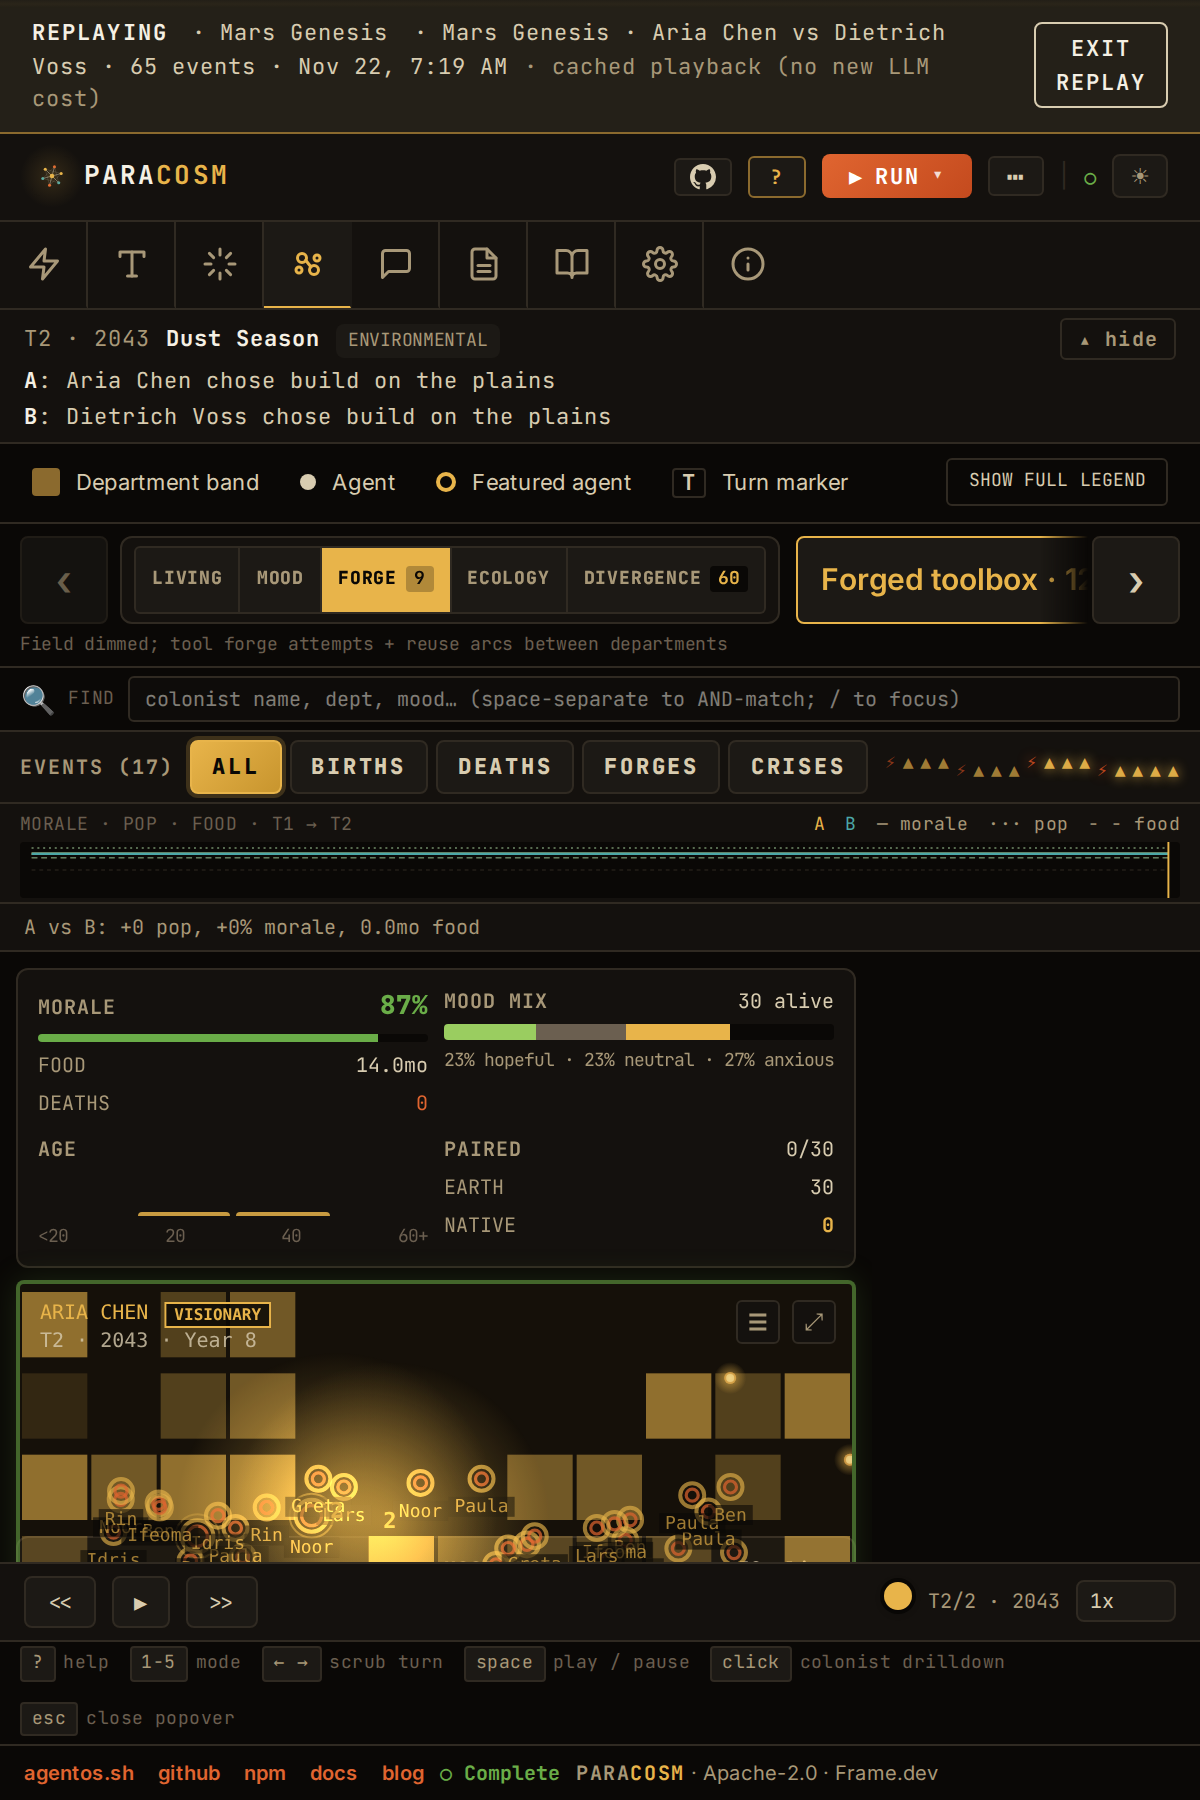 REPLAYING · Mars Genesis · Mars Genesis · Aria Chen vs Dietrich
Voss · 65 events · Nov 22, 7:19 AM · cached playback (no new LLM
cost)
EXIT
REPLAY
PARACOSM
?
▶ RUN ▼
T2 · 2043 Dust Season ENVIRONMENTAL
▲ hide
A: Aria Chen chose build on the plains
B: Dietrich Voss chose build on the plains
Department band
Agent
Featured agent
T Turn marker
SHOW FULL LEGEND
LIVING
MOOD
FORGE 9
ECOLOGY
DIVERGENCE 60
Forged toolbox · 12
Field dimmed; tool forge attempts + reuse arcs between departments
FIND
colonist name, dept, mood… (space-separate to AND-match; / to focus)
EVENTS (17)
ALL
BIRTHS
DEATHS
FORGES
CRISES
MORALE · POP · FOOD · T1 → T2
A B — morale ··· pop - - food
A vs B: +0 pop, +0% morale, 0.0mo food
MORALE 87%
FOOD 14.0mo
DEATHS 0
MOOD MIX 30 alive
23% hopeful · 23% neutral · 27% anxious
AGE
<20 20 40 60+
PAIRED 0/30
EARTH 30
NATIVE 0
ARIA CHEN VISIONARY
T2 · 2043 · Year 8
Greta
Lars
Noor
Paula
Rin
Ifeoma
Idris
Rin
Noor
2
Paula
Ben
Paula
Idris
Paula
Greta
Lars
<< ▶ >>
T2/2 · 2043
1x
? help
1-5 mode
← → scrub turn
space play / pause
click colonist drilldown
esc close popover
agentos.sh github npm docs blog ○ Complete PARACOSM · Apache-2.0 · Frame.dev